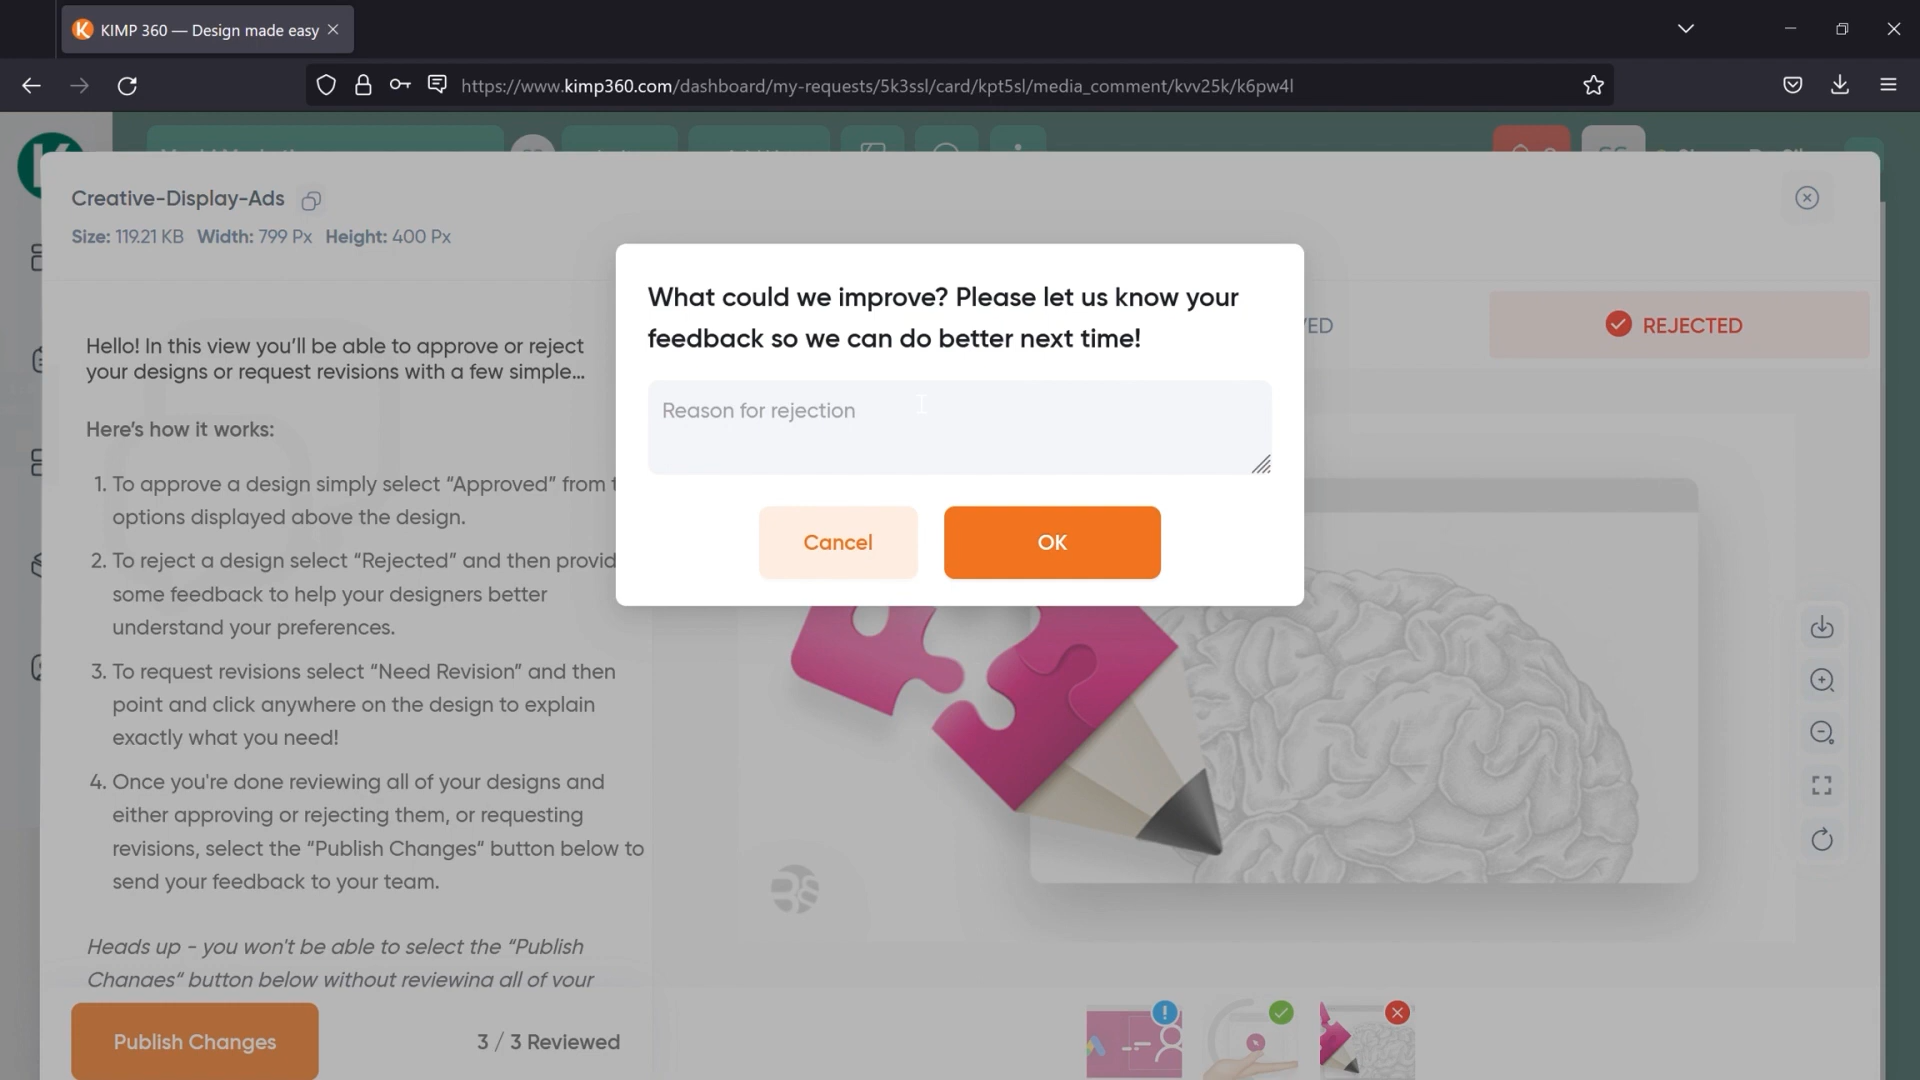 KIMP 360 — Design made easy
https://www.kimp360.com/dashboard/my-requests/5k3ssl/card/kpt5sl/media_comment/kvv25k/k6pw4l
Creative-Display-Ads
Size: 119.21 KB Width: 799 Px Height: 400 Px
What could we improve? Please let us know your
feedback so we can do better next time!
Reason for rejection
Cancel
OK
REJECTED
Hello! In this view you’ll be able to approve or reject
your designs or request revisions with a few simple...
Here’s how it works:
1. To approve a design simply select “Approved” from
options displayed above the design.
2. To reject a design select “Rejected” and then provid
some feedback to help your designers better
understand your preferences.
3. To request revisions select “Need Revision” and then
point and click anywhere on the design to explain
exactly what you need!
4. Once you're done reviewing all of your designs and
either approving or rejecting them, or requesting
revisions, select the “Publish Changes“ button below to
send your feedback to your team.
Heads up - you won't be able to select the “Publish
Changes“ button below without reviewing all of your
Publish Changes
3 / 3 Reviewed